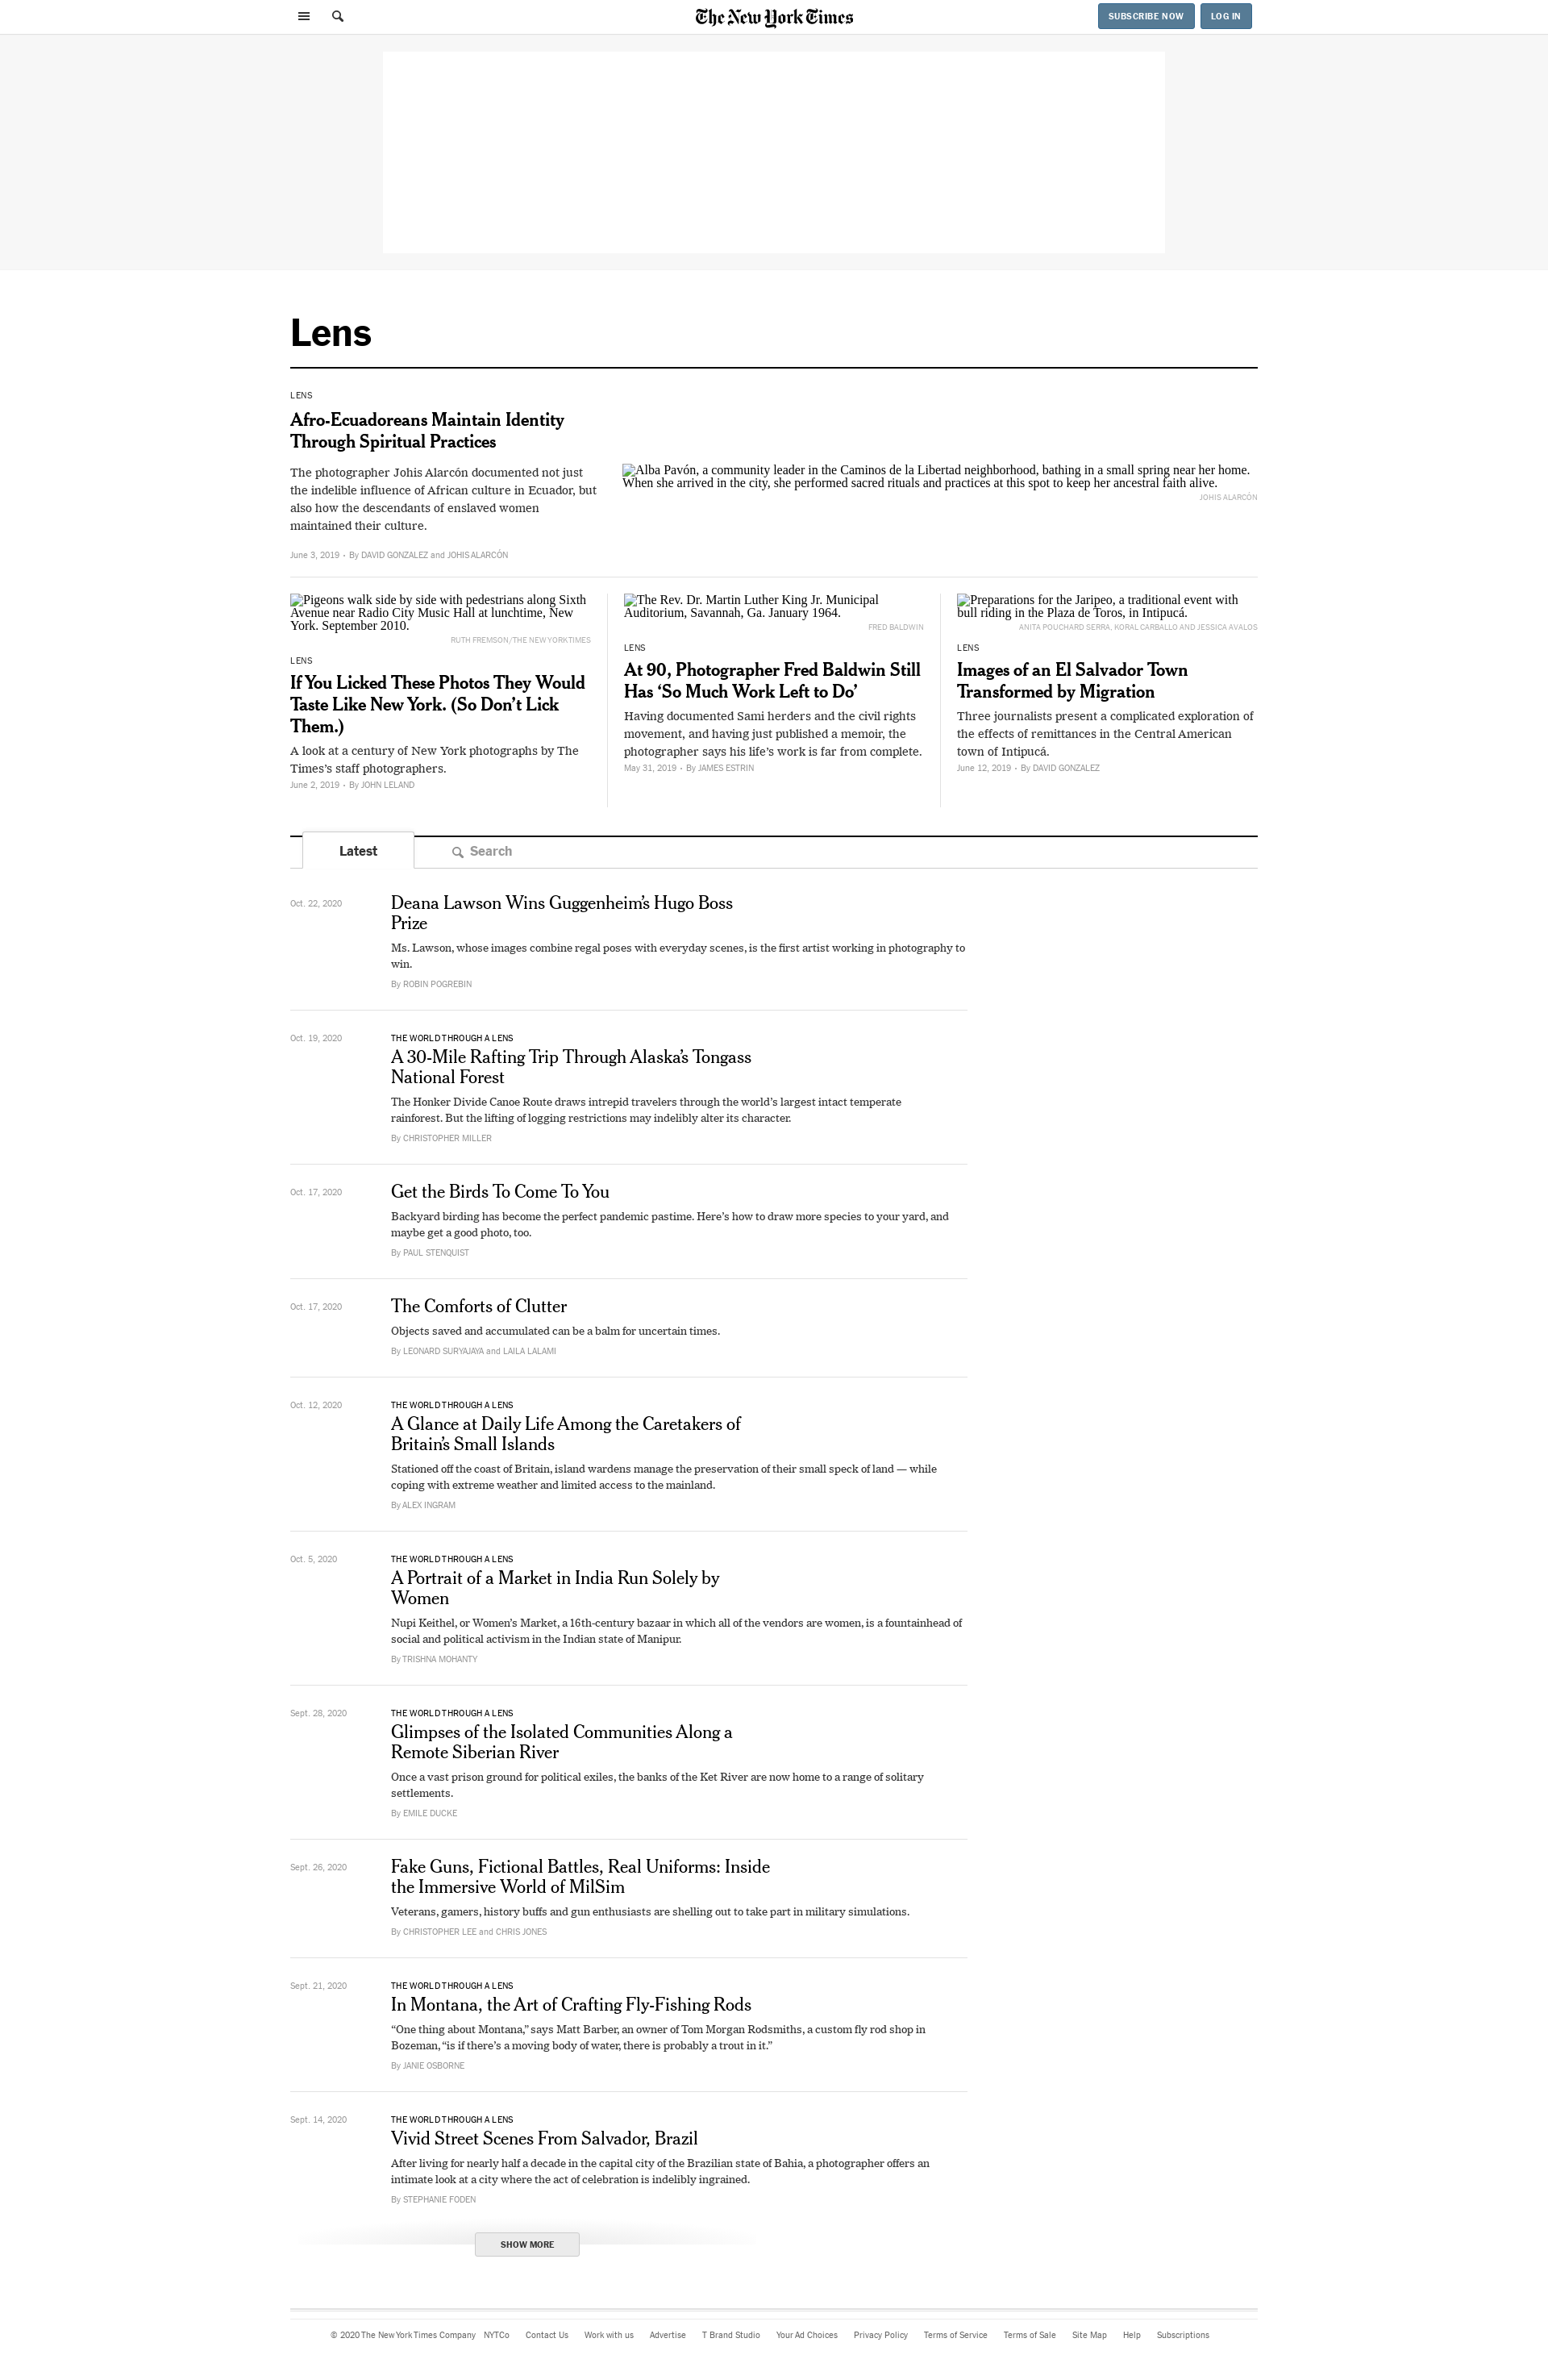 The New York Times
SUBSCRIBE NOW
LOG IN
Lens
LENS
Afro-Ecuadoreans Maintain Identity
Through Spiritual Practices
The photographer Johis Alarcón documented not just
the indelible influence of African culture in Ecuador, but
also how the descendants of enslaved women
maintained their culture.
June 3, 2019 • By DAVID GONZALEZ and JOHIS ALARCÓN
Alba Pavón, a community leader in the Caminos de la Libertad neighborhood, bathing in a small spring near her home.
When she arrived in the city, she performed sacred rituals and practices at this spot to keep her ancestral faith alive.
JOHIS ALARCÓN
Pigeons walk side by side with pedestrians along Sixth
Avenue near Radio City Music Hall at lunchtime, New
York. September 2010.
RUTH FREMSON/THE NEW YORK TIMES
LENS
If You Licked These Photos They Would
Taste Like New York. (So Don’t Lick
Them.)
A look at a century of New York photographs by The
Times’s staff photographers.
June 2, 2019 • By JOHN LELAND
The Rev. Dr. Martin Luther King Jr. Municipal
Auditorium, Savannah, Ga. January 1964.
FRED BALDWIN
LENS
At 90, Photographer Fred Baldwin Still
Has ‘So Much Work Left to Do’
Having documented Sami herders and the civil rights
movement, and having just published a memoir, the
photographer says his life’s work is far from complete.
May 31, 2019 • By JAMES ESTRIN
Preparations for the Jaripeo, a traditional event with
bull riding in the Plaza de Toros, in Intipucá.
ANITA POUCHARD SERRA, KORAL CARBALLO AND JESSICA AVALOS
LENS
Images of an El Salvador Town
Transformed by Migration
Three journalists present a complicated exploration of
the effects of remittances in the Central American
town of Intipucá.
June 12, 2019 • By DAVID GONZALEZ
Latest
Search
Oct. 22, 2020
Deana Lawson Wins Guggenheim’s Hugo Boss
Prize
Ms. Lawson, whose images combine regal poses with everyday scenes, is the first artist working in photography to
win.
By ROBIN POGREBIN
Oct. 19, 2020
THE WORLD THROUGH A LENS
A 30-Mile Rafting Trip Through Alaska’s Tongass
National Forest
The Honker Divide Canoe Route draws intrepid travelers through the world’s largest intact temperate
rainforest. But the lifting of logging restrictions may indelibly alter its character.
By CHRISTOPHER MILLER
Oct. 17, 2020
Get the Birds To Come To You
Backyard birding has become the perfect pandemic pastime. Here’s how to draw more species to your yard, and
maybe get a good photo, too.
By PAUL STENQUIST
Oct. 17, 2020
The Comforts of Clutter
Objects saved and accumulated can be a balm for uncertain times.
By LEONARD SURYAJAYA and LAILA LALAMI
Oct. 12, 2020
THE WORLD THROUGH A LENS
A Glance at Daily Life Among the Caretakers of
Britain’s Small Islands
Stationed off the coast of Britain, island wardens manage the preservation of their small speck of land — while
coping with extreme weather and limited access to the mainland.
By ALEX INGRAM
Oct. 5, 2020
THE WORLD THROUGH A LENS
A Portrait of a Market in India Run Solely by
Women
Nupi Keithel, or Women’s Market, a 16th-century bazaar in which all of the vendors are women, is a fountainhead of
social and political activism in the Indian state of Manipur.
By TRISHNA MOHANTY
Sept. 28, 2020
THE WORLD THROUGH A LENS
Glimpses of the Isolated Communities Along a
Remote Siberian River
Once a vast prison ground for political exiles, the banks of the Ket River are now home to a range of solitary
settlements.
By EMILE DUCKE
Sept. 26, 2020
Fake Guns, Fictional Battles, Real Uniforms: Inside
the Immersive World of MilSim
Veterans, gamers, history buffs and gun enthusiasts are shelling out to take part in military simulations.
By CHRISTOPHER LEE and CHRIS JONES
Sept. 21, 2020
THE WORLD THROUGH A LENS
In Montana, the Art of Crafting Fly-Fishing Rods
“One thing about Montana,” says Matt Barber, an owner of Tom Morgan Rodsmiths, a custom fly rod shop in
Bozeman, “is if there’s a moving body of water, there is probably a trout in it.”
By JANIE OSBORNE
Sept. 14, 2020
THE WORLD THROUGH A LENS
Vivid Street Scenes From Salvador, Brazil
After living for nearly half a decade in the capital city of the Brazilian state of Bahia, a photographer offers an
intimate look at a city where the act of celebration is indelibly ingrained.
By STEPHANIE FODEN
SHOW MORE
© 2020 The New York Times Company NYTCo Contact Us Work with us Advertise T Brand Studio Your Ad Choices Privacy Policy Terms of Service Terms of Sale Site Map Help Subscriptions